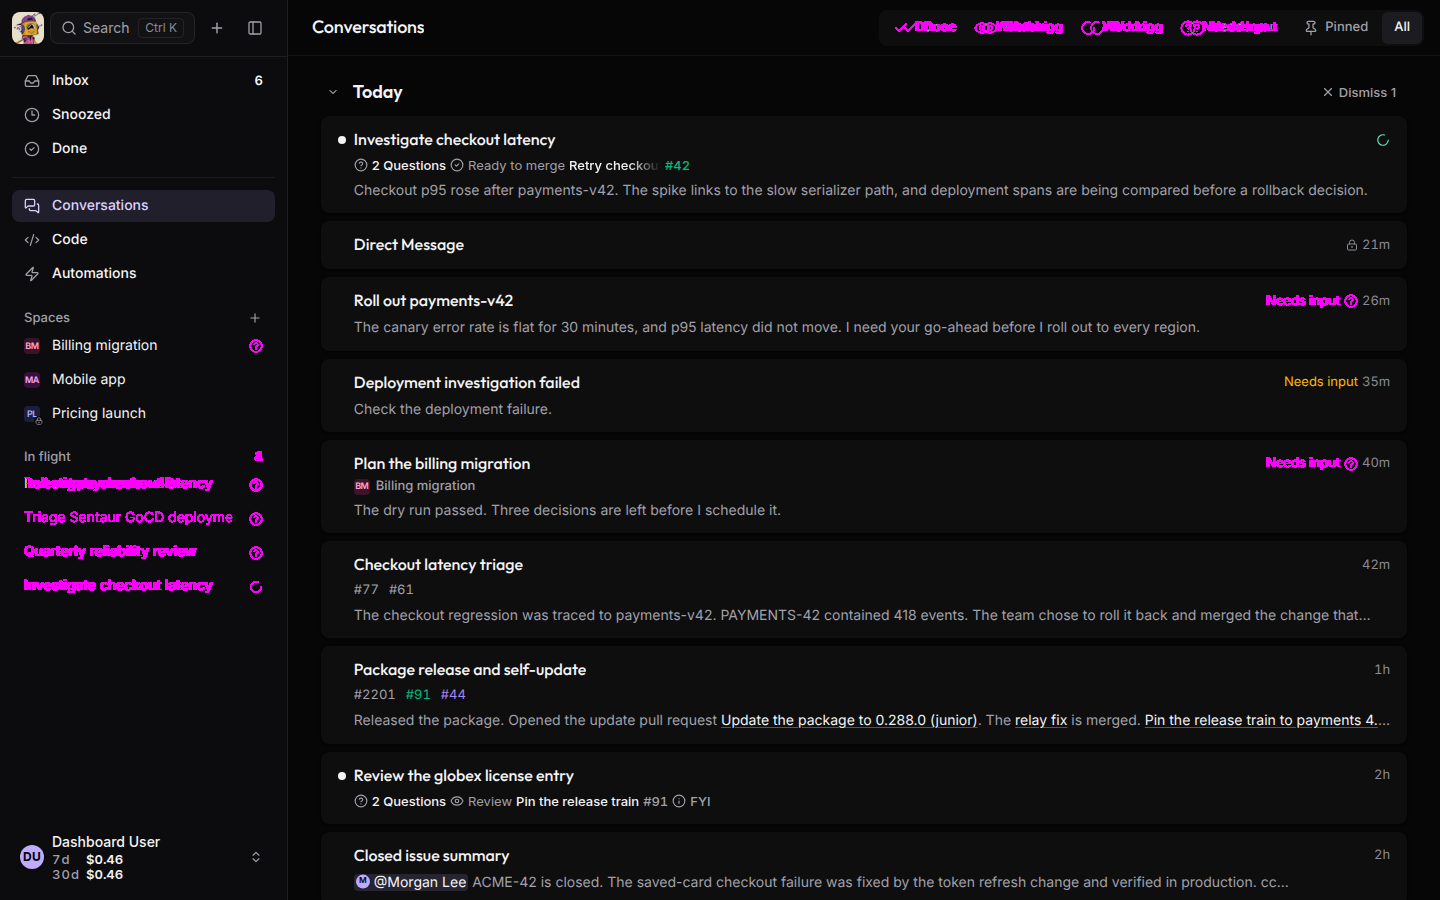 Search Ctrl K
Inbox 6
Snoozed
Done
Conversations
Code
Automations
Spaces
BM Billing migration
MA Mobile app
PL Pricing launch
In flight
Triage Sentaur GoCD deployme
Quarterly reliability review
Investigate checkout latency
DU Dashboard User
7d $0.46
30d $0.46
Conversations
Pinned All
Today
Dismiss 1
Investigate checkout latency
2 Questions Ready to merge Retry checkou #42
Checkout p95 rose after payments-v42. The spike links to the slow serializer path, and deployment spans are being compared before a rollback decision.
Direct Message 21m
Roll out payments-v42 Needs input 26m
The canary error rate is flat for 30 minutes, and p95 latency did not move. I need your go-ahead before I roll out to every region.
Deployment investigation failed Needs input 35m
Check the deployment failure.
Plan the billing migration Needs input 40m
BM Billing migration
The dry run passed. Three decisions are left before I schedule it.
Checkout latency triage 42m
#77 #61
The checkout regression was traced to payments-v42. PAYMENTS-42 contained 418 events. The team chose to roll it back and merged the change that...
Package release and self-update 1h
#2201 #91 #44
Released the package. Opened the update pull request Update the package to 0.288.0 (junior). The relay fix is merged. Pin the release train to payments 4....
Review the globex license entry 2h
2 Questions Review Pin the release train #91 FYI
Closed issue summary 2h
M @Morgan Lee ACME-42 is closed. The saved-card checkout failure was fixed by the token refresh change and verified in production. cc...